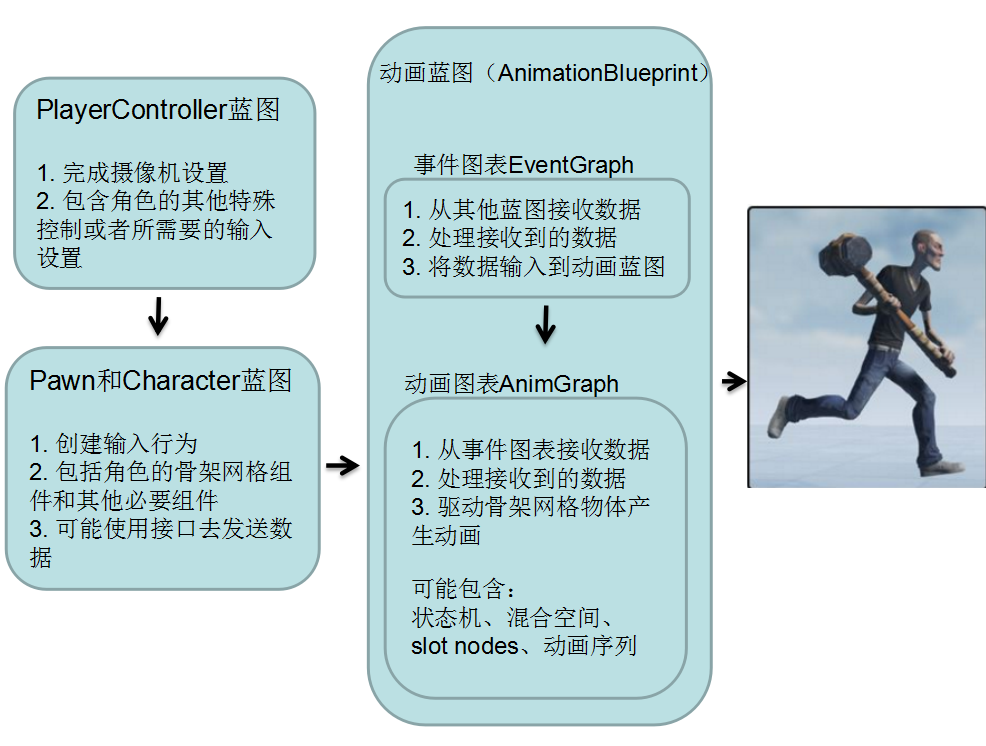 PlayerController蓝图
1. 完成摄像机设置
2. 包含角色的其他特殊
控制或者所需要的输入
设置
Pawn和Character蓝图
1. 创建输入行为
2. 包括角色的骨架网格组
件和其他必要组件
3. 可能使用接口去发送数
据
动画蓝图（AnimationBlueprint）
事件图表EventGraph
1. 从其他蓝图接收数据
2. 处理接收到的数据
3. 将数据输入到动画蓝图
动画图表AnimGraph
1. 从事件图表接收数据
2. 处理接收到的数据
3. 驱动骨架网格物体产
生动画
可能包含：
状态机、混合空间、
slot nodes、动画序列